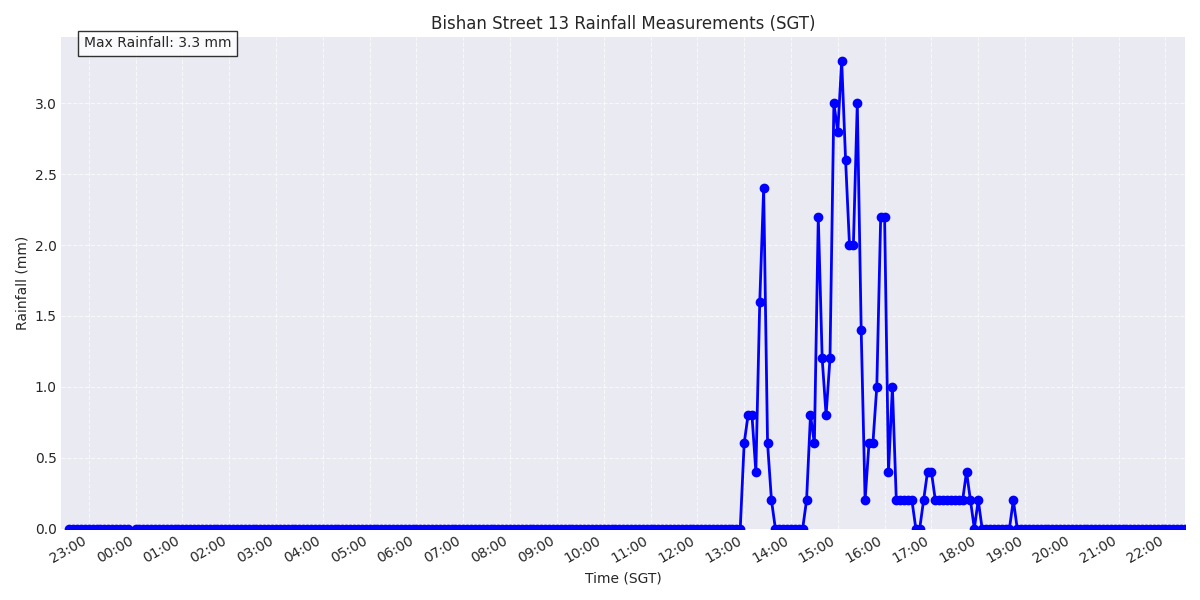 Bishan Street 13 Rainfall Measurements (SGT)
Max Rainfall: 3.3 mm
Rainfall (mm)
3.0
2.5
2.0
1.5
1.0
0.5
0.0
23:00 00:00 01:00 02:00 03:00 04:00 05:00 06:00 07:00 08:00 09:00 10:00 11:00 12:00 13:00 14:00 15:00 16:00 17:00 18:00 19:00 20:00 21:00 22:00
Time (SGT)